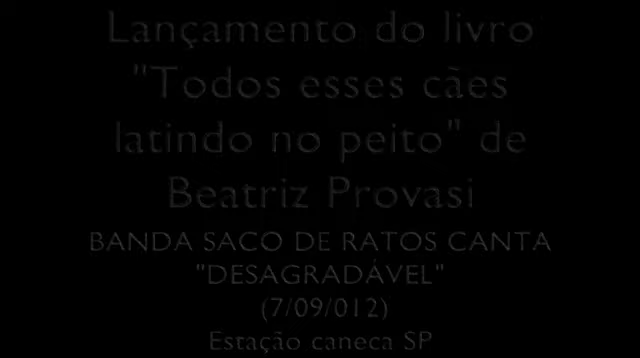 Lançamento do livro
"Todos esses cães
latindo no peito" de
Beatriz Provasi
BANDA SACO DE RATOS CANTA
"DESAGRADÁVEL"
(7/09/012)
Estação caneca SP